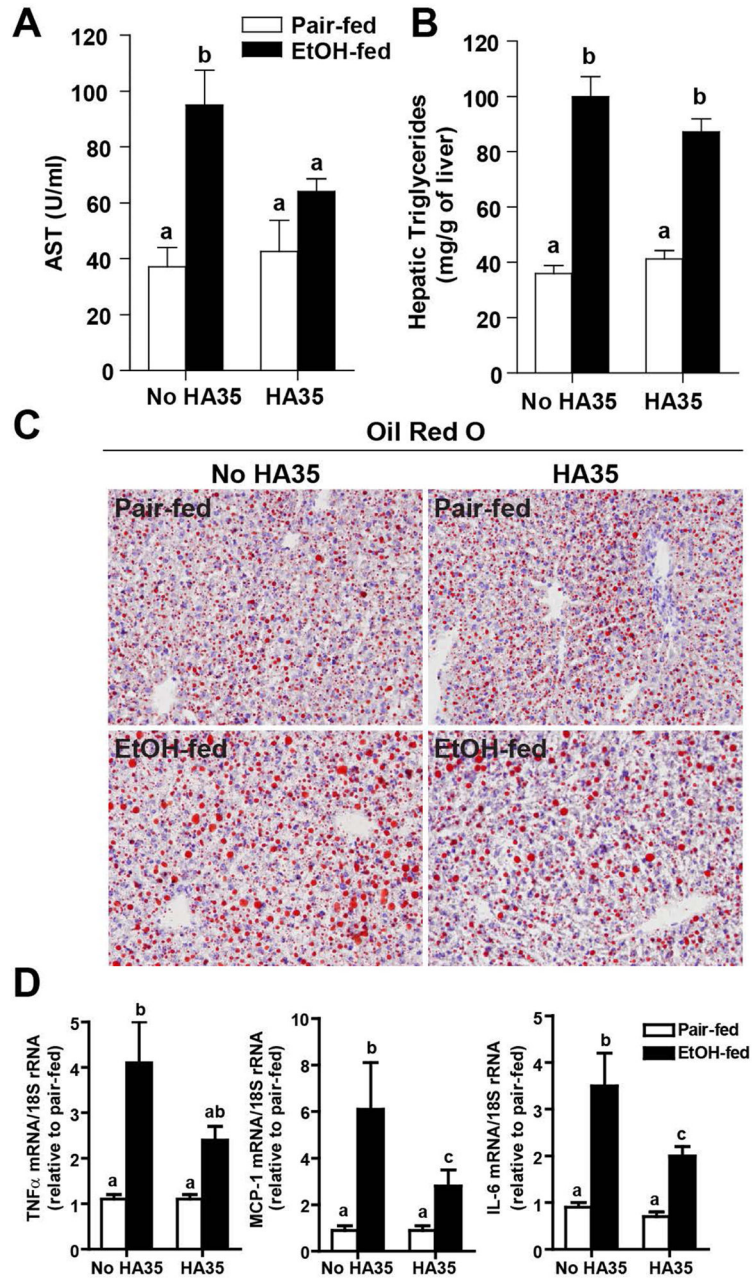 A
Pair-fed
EtOH-fed
AST (U/ml)
120
100
80
60
40
20
0
a
b
a
a
No HA35
HA35
B
Hepatic Triglycerides
(mg/g of liver)
120
100
80
60
40
20
0
a
b
a
b
No HA35
HA35
C
Oil Red O
No HA35
HA35
Pair-fed
Pair-fed
EtOH-fed
EtOH-fed
D
TNFα mRNA/18S rRNA
(relative to pair-fed)
5
4
3
2
1
0
a
b
a
ab
No HA35
HA35
MCP-1 mRNA/18S rRNA
(relative to pair-fed)
10
8
6
4
2
0
a
b
a
c
No HA35
HA35
IL-6 mRNA/18S rRNA
(relative to pair-fed)
5
4
3
2
1
0
a
b
a
c
No HA35
HA35
Pair-fed
EtOH-fed